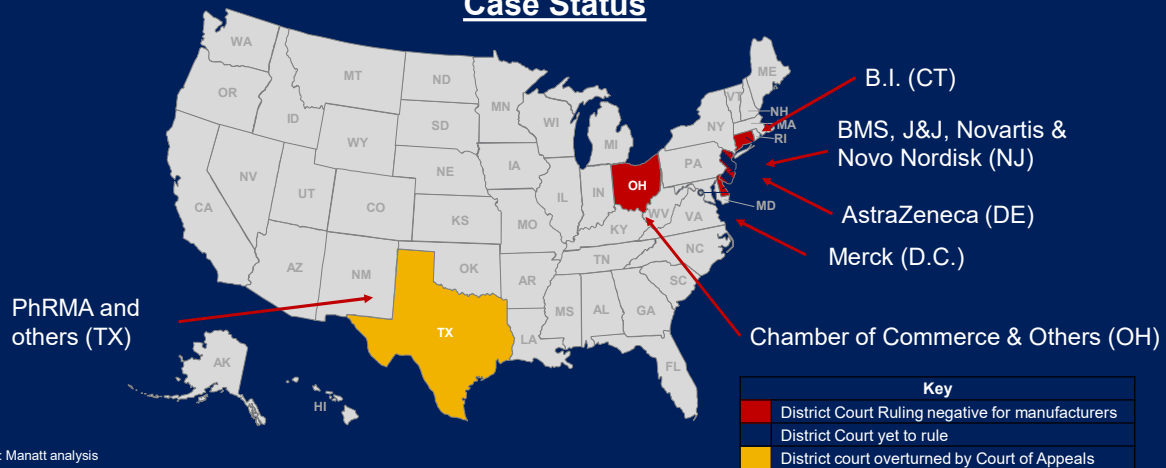 Case Status
WA
MT
ND
MN
ME
OR
ID
SD
WI
MI
VT
NH
MA
RI
NY
WY
NE
IA
PA
NV
UT
CO
KS
IL
IN
OH
WV
VA
MD
CA
MO
KY
NC
AZ
NM
OK
AR
TN
SC
MS
AL
GA
TX
LA
FL
AK
HI
B.I. (CT)
BMS, J&J, Novartis &
Novo Nordisk (NJ)
AstraZeneca (DE)
Merck (D.C.)
PhRMA and
others (TX)
Chamber of Commerce & Others (OH)
Key
District Court Ruling negative for manufacturers
District Court yet to rule
District court overturned by Court of Appeals
: Manatt analysis